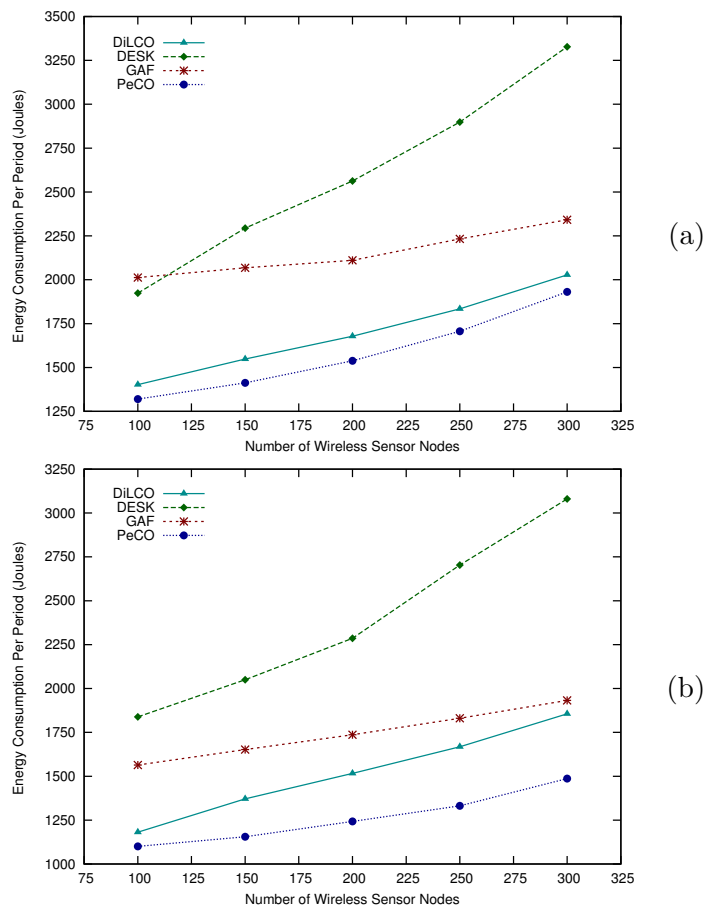 3500
3250
3000
2750
2500
2250
2000
1750
1500
1250
Energy Consumption Per Period (Joules)
DiLCO
DESK
GAF
PeCO
75 100 125 150 175 200 225 250 275 300 325
Number of Wireless Sensor Nodes
(a)
3250
3000
2750
2500
2250
2000
1750
1500
1250
1000
Energy Consumption Per Period (Joules)
DiLCO
DESK
GAF
PeCO
75 100 125 150 175 200 225 250 275 300 325
Number of Wireless Sensor Nodes
(b)